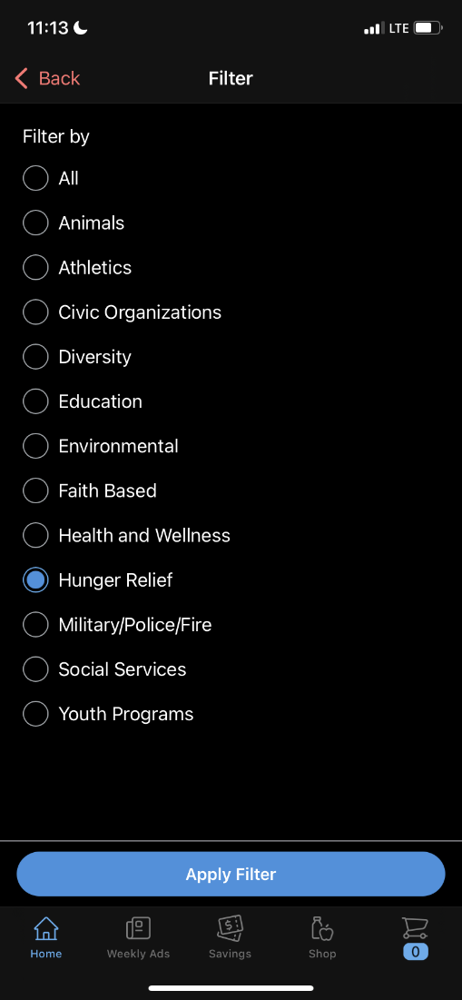 11:13
LTE
Back
Filter
Filter by
All
Animals
Athletics
Civic Organizations
Diversity
Education
Environmental
Faith Based
Health and Wellness
Hunger Relief
Military/Police/Fire
Social Services
Youth Programs
Apply Filter
$
Home
Weekly Ads
Savings
Shop
0